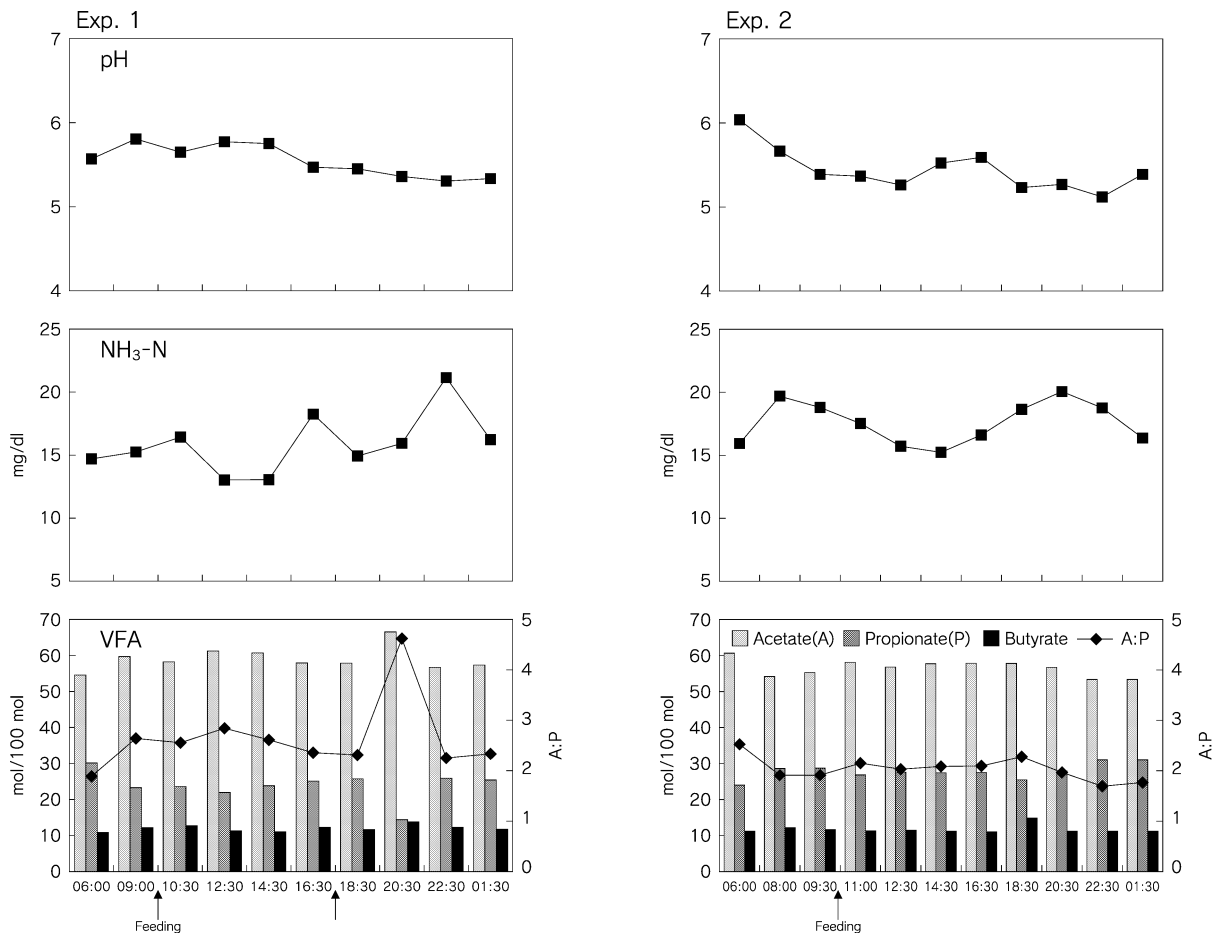 Exp. 1
Exp. 2
7
pH
6
5
4
7
6
5
4
25
NH₃-N
20
15
10
5
mg/dl
25
20
15
10
5
mg/dl
70
VFA
60
50
40
30
20
10
0
mol/100 mol
5
4
3
2
1
0
A:P
06:00 09:00 10:30 12:30 14:30 16:30 18:30 20:30 22:30 01:30
Feeding
70
60
50
40
30
20
10
0
mol/100 mol
Acetate(A) Propionate(P) Butyrate A:P
5
4
3
2
1
0
A:P
06:00 08:00 09:30 11:00 12:30 14:30 16:30 18:30 20:30 22:30 01:30
Feeding